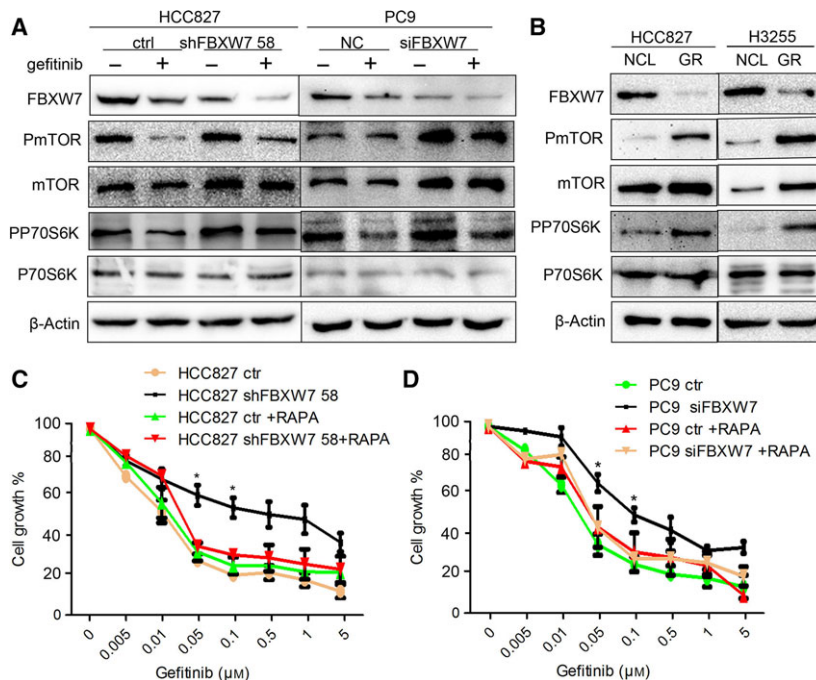 A
HCC827
PC9
ctrl shFBXW7 58
NC siFBXW7
gefitinib − + − + − + − +
FBXW7
PmTOR
mTOR
PP70S6K
P70S6K
β-Actin
B
HCC827 H3255
NCL GR NCL GR
FBXW7
PmTOR
mTOR
PP70S6K
P70S6K
β-Actin
C
HCC827 ctr
HCC827 shFBXW7 58
HCC827 ctr +RAPA
HCC827 shFBXW7 58+RAPA
Cell growth %
100
80
60
40
20
0
* *
0 0.005 0.01 0.05 0.1 0.5 1 5
Gefitinib (μM)
D
PC9 ctr
PC9 siFBXW7
PC9 ctr +RAPA
PC9 siFBXW7 +RAPA
Cell growth %
100
80
60
40
20
0
* *
0 0.005 0.01 0.05 0.1 0.5 1 5
Gefitinib (μM)